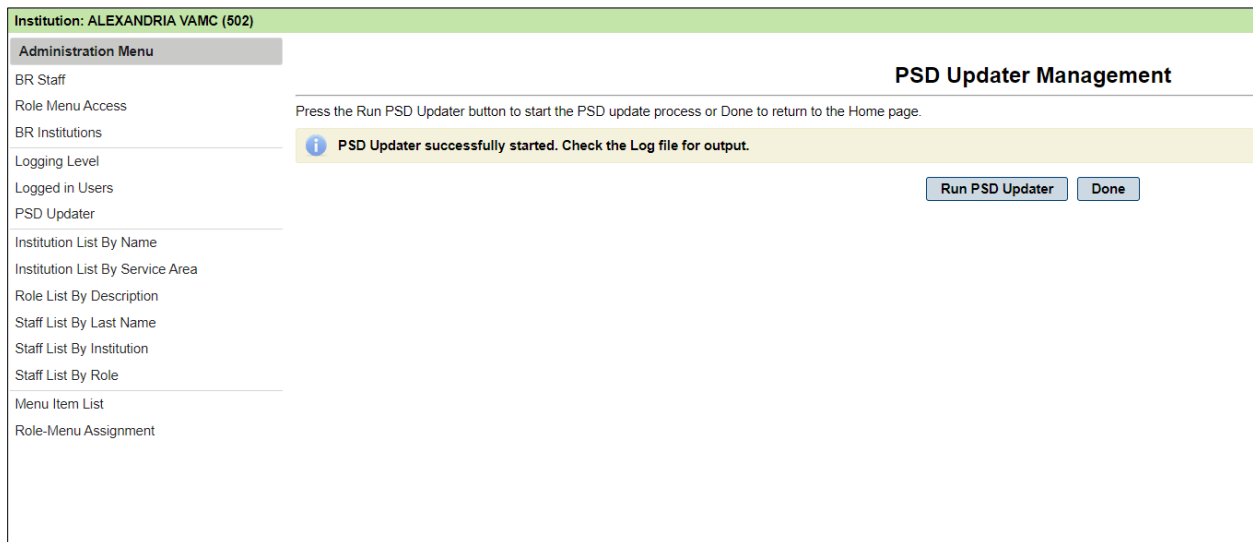 Institution: ALEXANDRIA VAMC (502)
Administration Menu
BR Staff
Role Menu Access
BR Institutions
Logging Level
Logged in Users
PSD Updater
Institution List By Name
Institution List By Service Area
Role List By Description
Staff List By Last Name
Staff List By Institution
Staff List By Role
Menu Item List
Role-Menu Assignment
PSD Updater Management
Press the Run PSD Updater button to start the PSD update process or Done to return to the Home page.
PSD Updater successfully started. Check the Log file for output.
Run PSD Updater Done